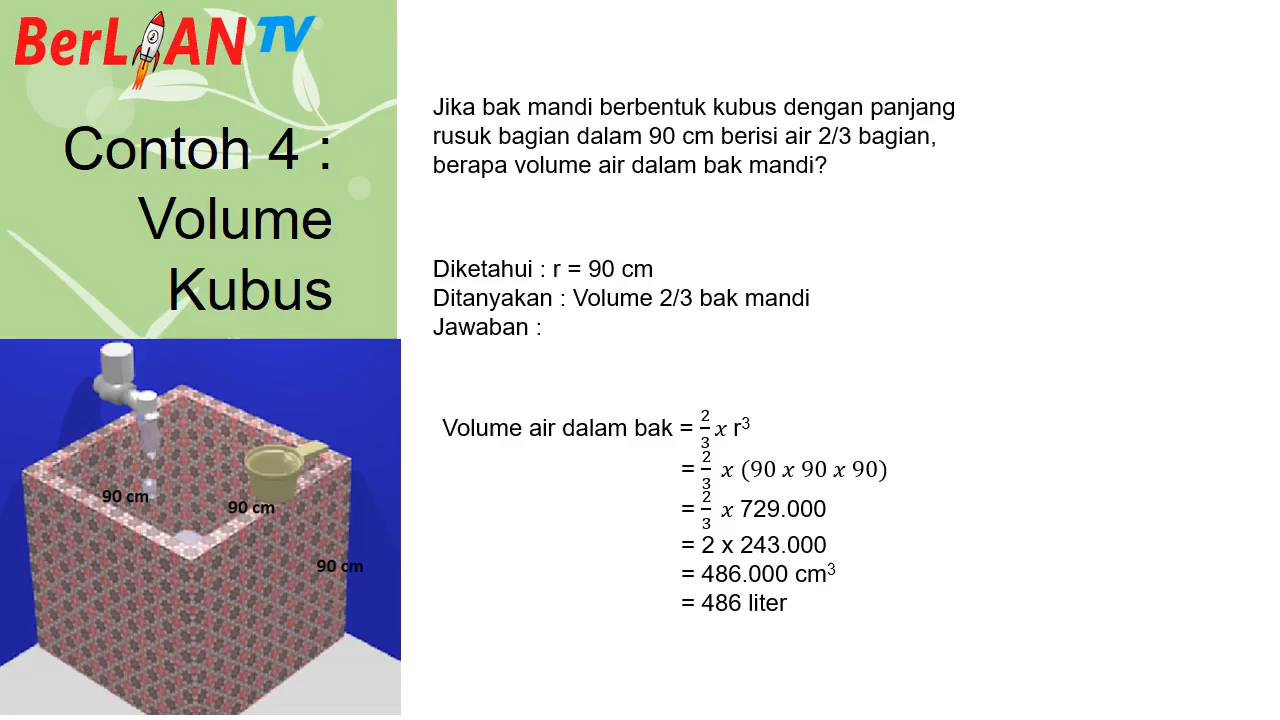 BerLIAN TV
Contoh 4 :
Volume
Kubus
Jika bak mandi berbentuk kubus dengan panjang
rusuk bagian dalam 90 cm berisi air 2/3 bagian,
berapa volume air dalam bak mandi?
Diketahui : r = 90 cm
Ditanyakan : Volume 2/3 bak mandi
Jawaban :
Volume air dalam bak = 2/3 x r³
= 2/3 x (90 x 90 x 90)
= 2/3 x 729.000
= 2 x 243.000
= 486.000 cm³
= 486 liter
90 cm
90 cm
90 cm